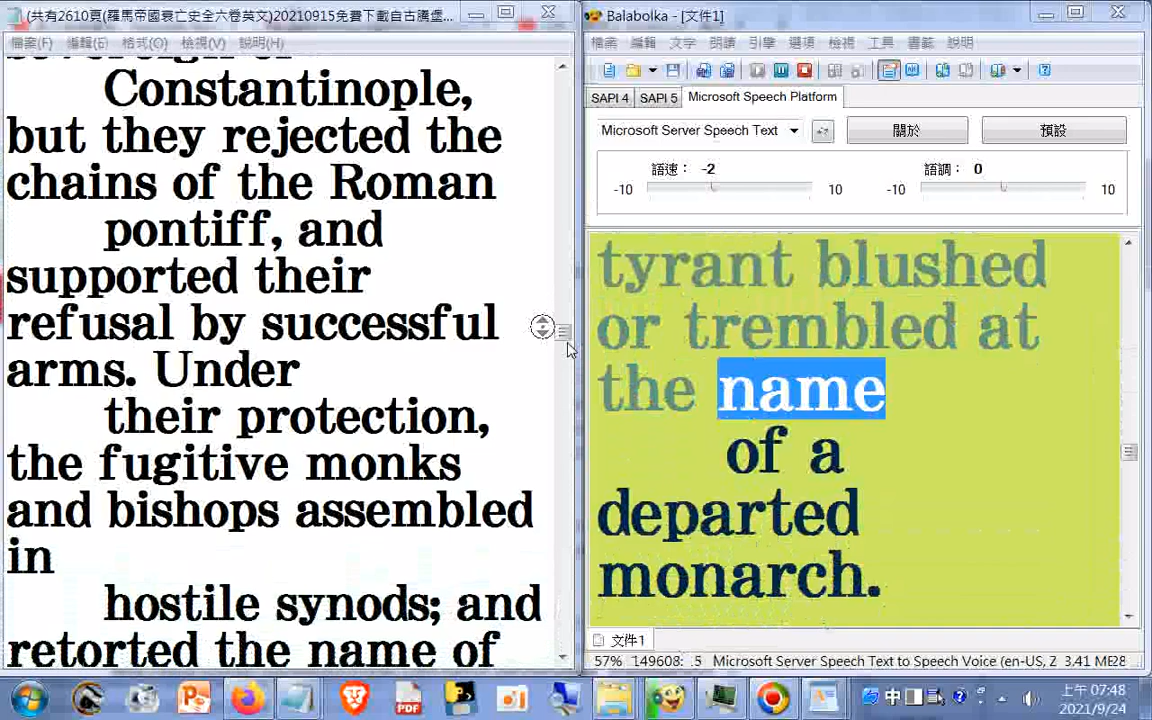 (共有2610頁(羅馬帝國衰亡史全六卷英文)20210915免費下載自古騰堡...
檔案(F) 編輯(E) 格式(O) 檢視(V) 說明(H)
Constantinople,
but they rejected the
chains of the Roman
pontiff, and
supported their
refusal by successful
arms. Under
their protection,
the fugitive monks
and bishops assembled
in
hostile synods; and
retorted the name of
Balabolka - [文件1]
檔案 編輯 文字 朗讀 引擎 選項 檢視 工具 書籤 說明
SAPI 4 SAPI 5 Microsoft Speech Platform
Microsoft Server Speech Text 關於 預設
語速： -2 語調： 0
-10 10 -10 10
tyrant blushed
or trembled at
the name
of a
departed
monarch.
文件1
57% 149608: .5 Microsoft Server Speech Text to Speech Voice (en-US, Z 3.41 МЕ28
PDF 中 上午 07:48
2021/9/24